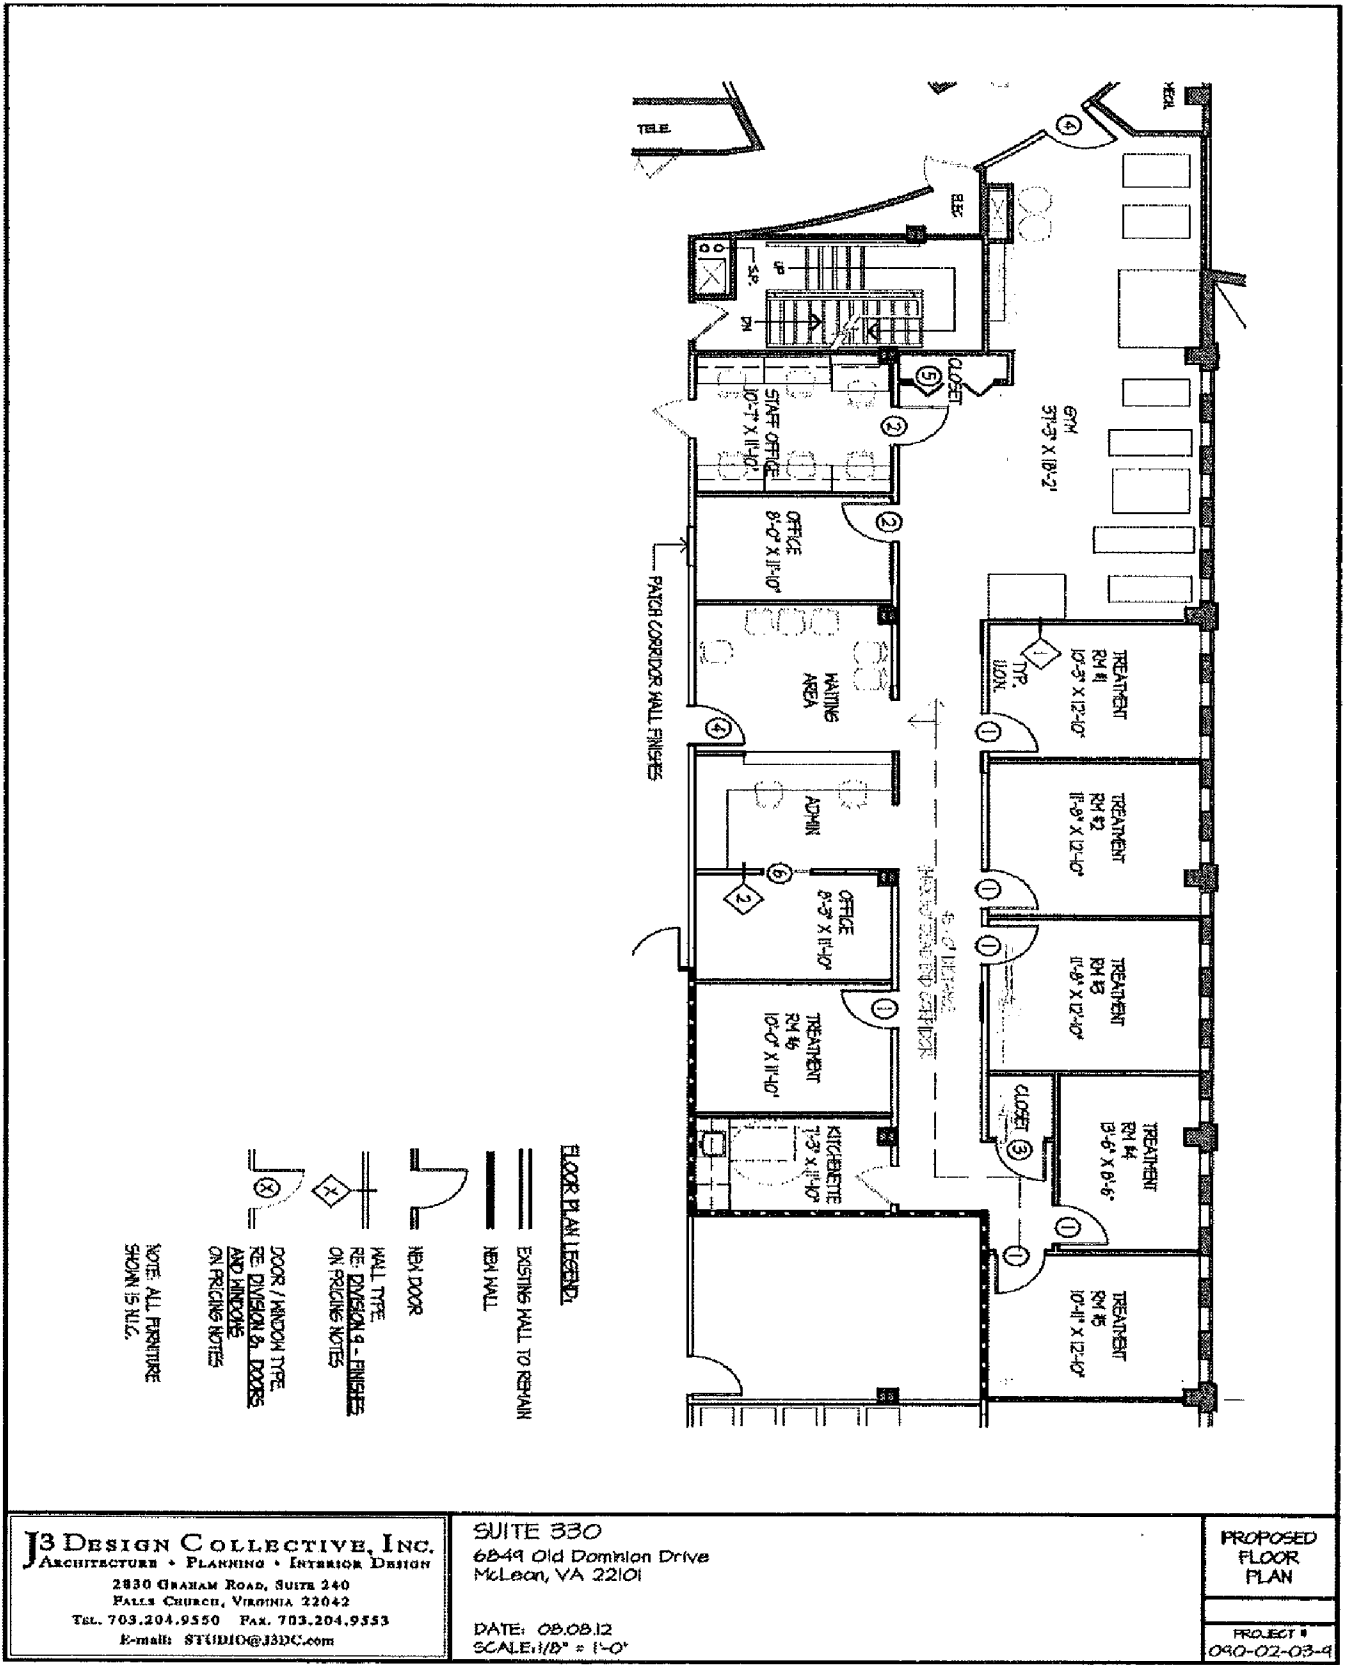 MECH.
4
TELE.
ELEC
S.P.
UP
DN
CLOSET
5
2
STAFF OFFICE
10'-7" X 11'-10"
GYM
37'-3" X 18'-2"
2
OFFICE
8'-0" X 11'-10"
PATCH CORRIDOR WALL FINISHES
WAITING
AREA
4
1
TYP.
U.O.N.
TREATMENT
RM #1
10'-5" X 12'-10"
1
ADMIN
TREATMENT
RM #2
11'-8" X 12'-10"
1
6
2
OFFICE
8'-3" X 11'-10"
1
TREATMENT
RM #3
11'-8" X 12'-10"
1
TREATMENT
RM #6
10'-0" X 11'-10"
KITCHENETTE
7'-3" X 11'-10"
CLOSET
3
TREATMENT
RM #4
13'-6" X 8'-8"
1
1
TREATMENT
RM #5
10'-11" X 12'-10"
FLOOR PLAN LEGEND:
EXISTING WALL TO REMAIN
NEW WALL
NEW DOOR
X
WALL TYPE
RE: DIVISION 9 - FINISHES
ON PRICING NOTES
X
DOOR / WINDOW TYPE
RE: DIVISION 8: DOORS
AND WINDOWS
ON PRICING NOTES
NOTE: ALL FURNITURE
SHOWN IS N.I.C.
J3 DESIGN COLLECTIVE, INC.
ARCHITECTURE • PLANNING • INTERIOR DESIGN
2830 GRAHAM ROAD, SUITE 240
FALLS CHURCH, VIRGINIA 22042
TEL. 703.204.9550 FAX. 703.204.9553
E-mail: STUDIO@J3DC.com
SUITE 330
6849 Old Dominion Drive
McLean, VA 22101
DATE: 08.08.12
SCALE: 1/8" = 1'-0"
PROPOSED
FLOOR
PLAN
PROJECT #
090-02-03-9